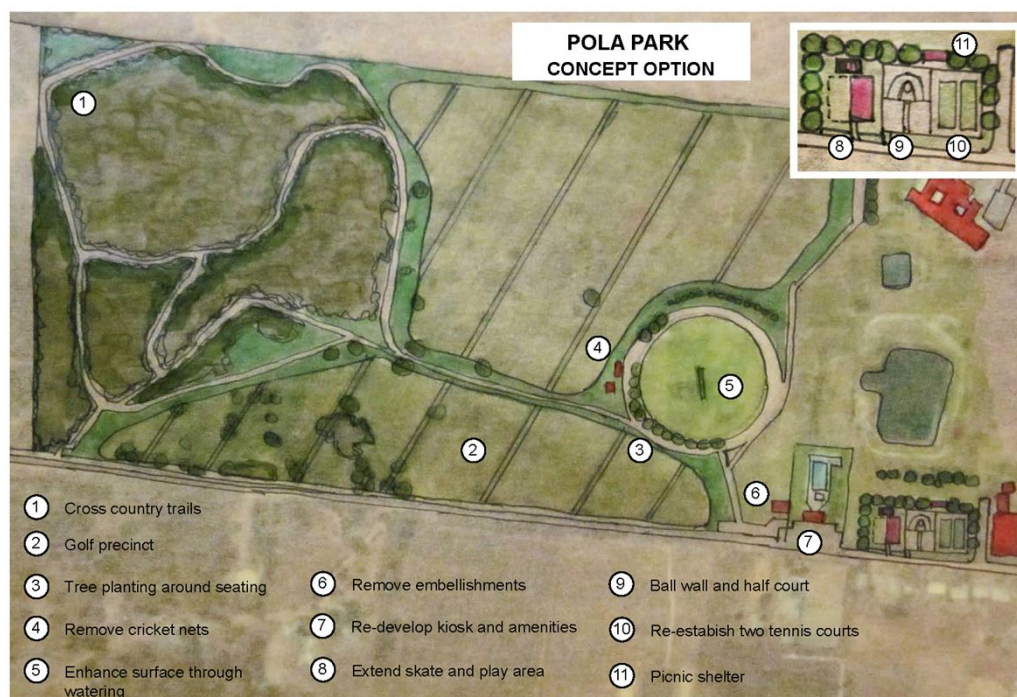 POLA PARK
CONCEPT OPTION
11
8
9
10
1
4
5
2
3
6
7
1 Cross country trails
2 Golf precinct
3 Tree planting around seating
4 Remove cricket nets
5 Enhance surface through
watering
6 Remove embellishments
7 Re-develop kiosk and amenities
8 Extend skate and play area
9 Ball wall and half court
10 Re-estabish two tennis courts
11 Picnic shelter